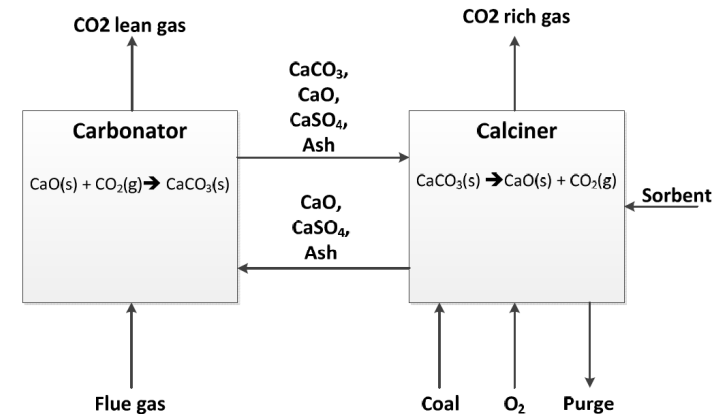 CO2 lean gas
CO2 rich gas
CaCO₃,
CaO,
CaSO₄,
Ash
Carbonator
CaO(s) + CO₂(g)➔ CaCO₃(s)
Calciner
CaCO₃(s) ➔CaO(s) + CO₂(g)
Sorbent
CaO,
CaSO₄,
Ash
Flue gas
Coal
O₂
Purge